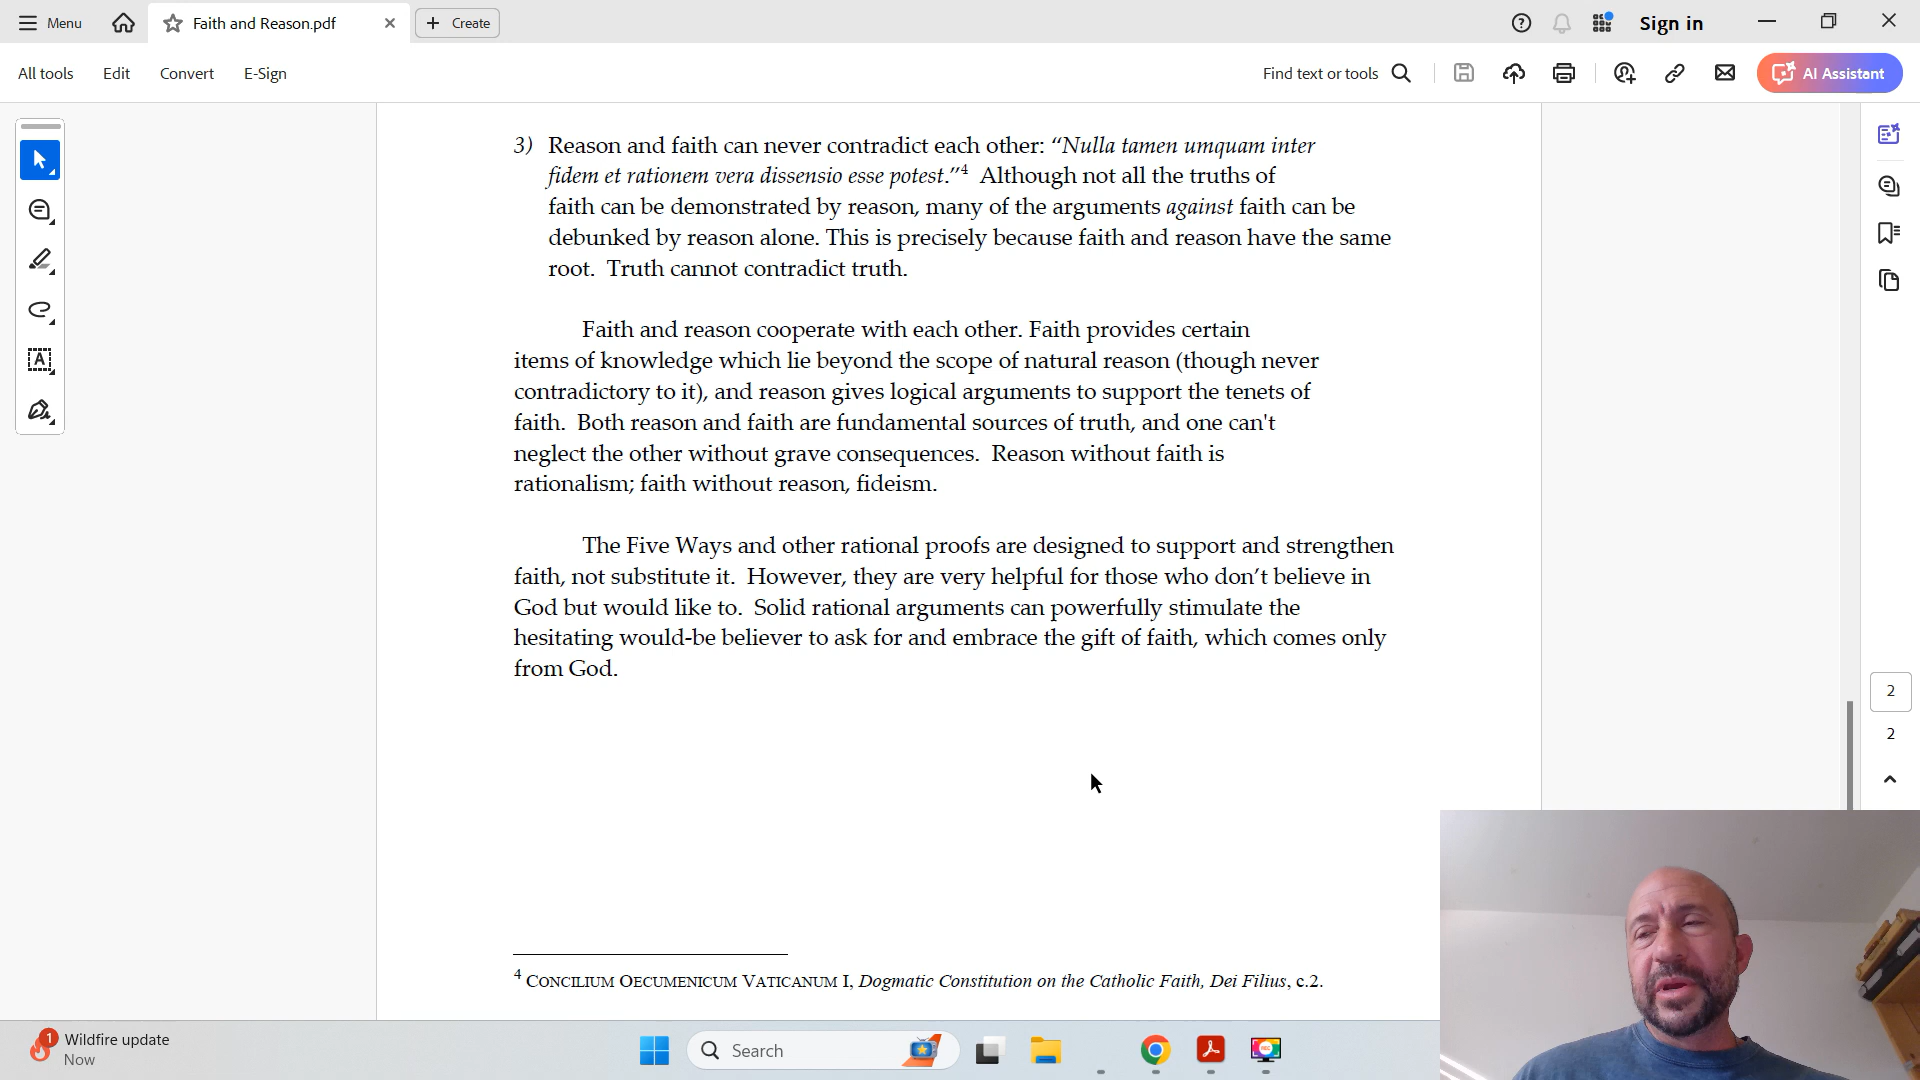 Menu
Faith and Reason.pdf
Create
Sign in
All tools
Edit
Convert
E-Sign
Find text or tools
AI Assistant
3) Reason and faith can never contradict each other: “Nulla tamen umquam inter
fidem et rationem vera dissensio esse potest.”4 Although not all the truths of
faith can be demonstrated by reason, many of the arguments against faith can be
debunked by reason alone. This is precisely because faith and reason have the same
root. Truth cannot contradict truth.
Faith and reason cooperate with each other. Faith provides certain
items of knowledge which lie beyond the scope of natural reason (though never
contradictory to it), and reason gives logical arguments to support the tenets of
faith. Both reason and faith are fundamental sources of truth, and one can't
neglect the other without grave consequences. Reason without faith is
rationalism; faith without reason, fideism.
The Five Ways and other rational proofs are designed to support and strengthen
faith, not substitute it. However, they are very helpful for those who don’t believe in
God but would like to. Solid rational arguments can powerfully stimulate the
hesitating would-be believer to ask for and embrace the gift of faith, which comes only
from God.
2
2
4 CONCILIUM OECUMENICUM VATICANUM I, Dogmatic Constitution on the Catholic Faith, Dei Filius, c.2.
1
Wildfire update
Now
Search